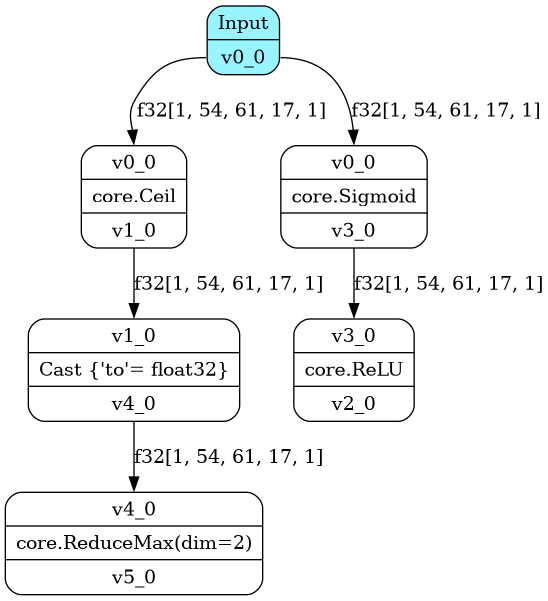 Input
v0_0
f32[1, 54, 61, 17, 1]
f32[1, 54, 61, 17, 1]
v0_0
core.Ceil
v1_0
v0_0
core.Sigmoid
v3_0
f32[1, 54, 61, 17, 1]
f32[1, 54, 61, 17, 1]
v1_0
Cast {'to'= float32}
v4_0
v3_0
core.ReLU
v2_0
f32[1, 54, 61, 17, 1]
v4_0
core.ReduceMax(dim=2)
v5_0